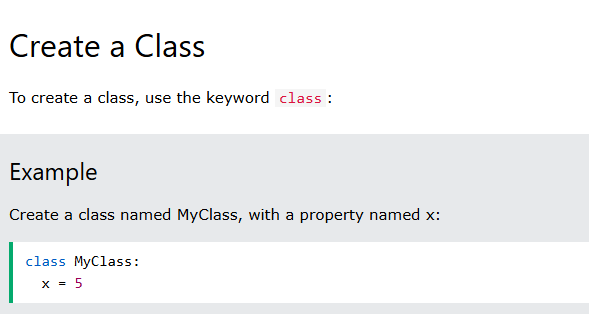 Create a Class
To create a class, use the keyword class:
Example
Create a class named MyClass, with a property named x:
class MyClass:
  x = 5